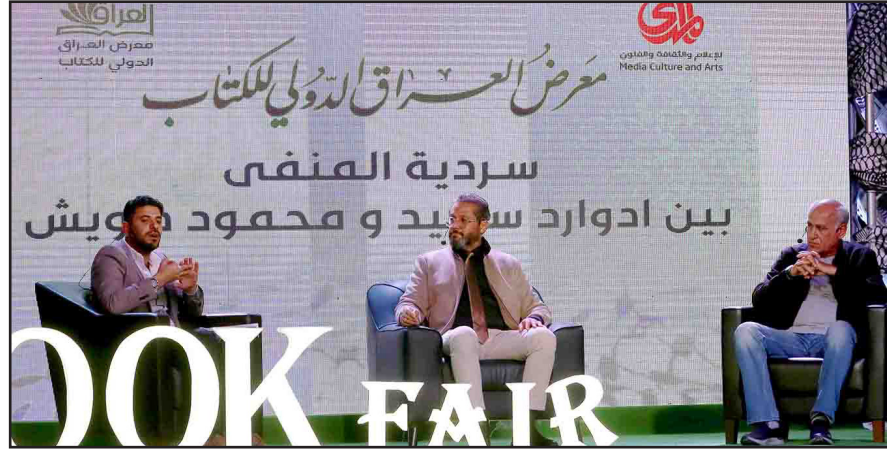 العراق
معرض العراق
الدولي للكتاب
للإعلام والثقافة والفنون
Media Culture and Arts
معرض العراق الدولي للكتاب
سردية المنفى
بين ادوارد سعيد و محمود درويش
OOK FAIR